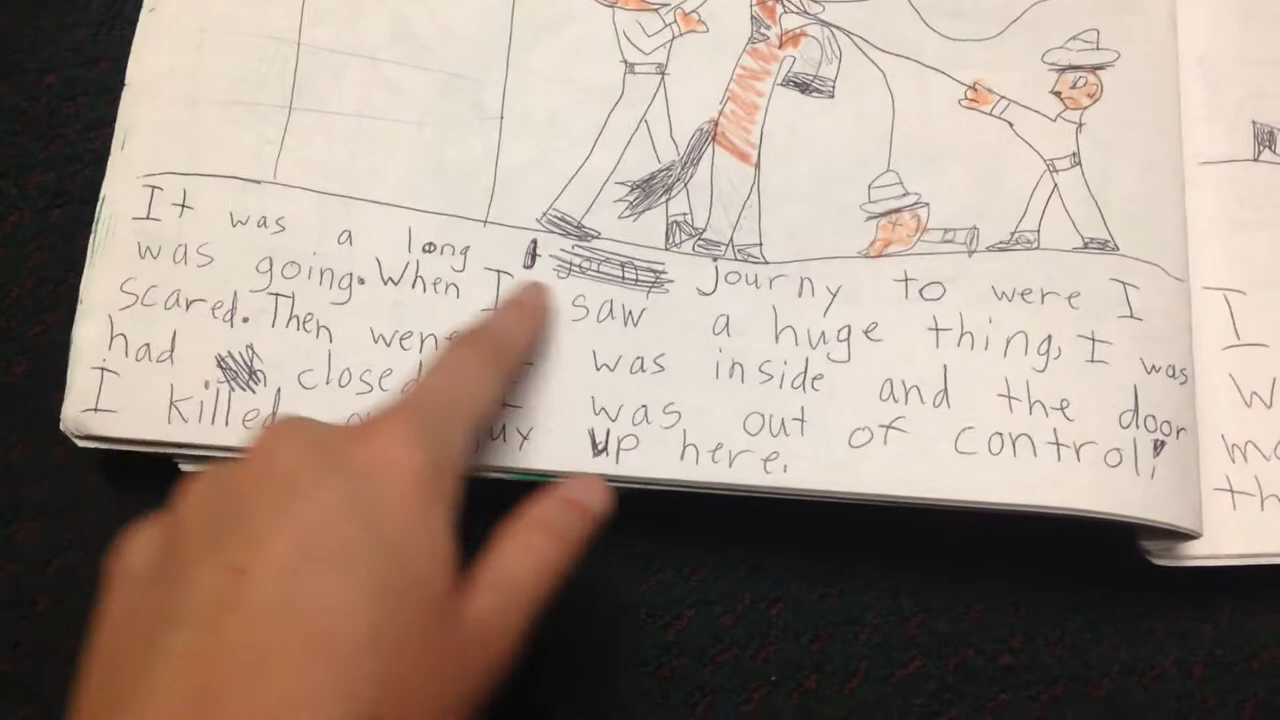 It was a long journy to were I
was going. When I saw a huge thing, I was
scared. Then I was inside and the door
had closed was out of control!
I killed up here.
I
W
th